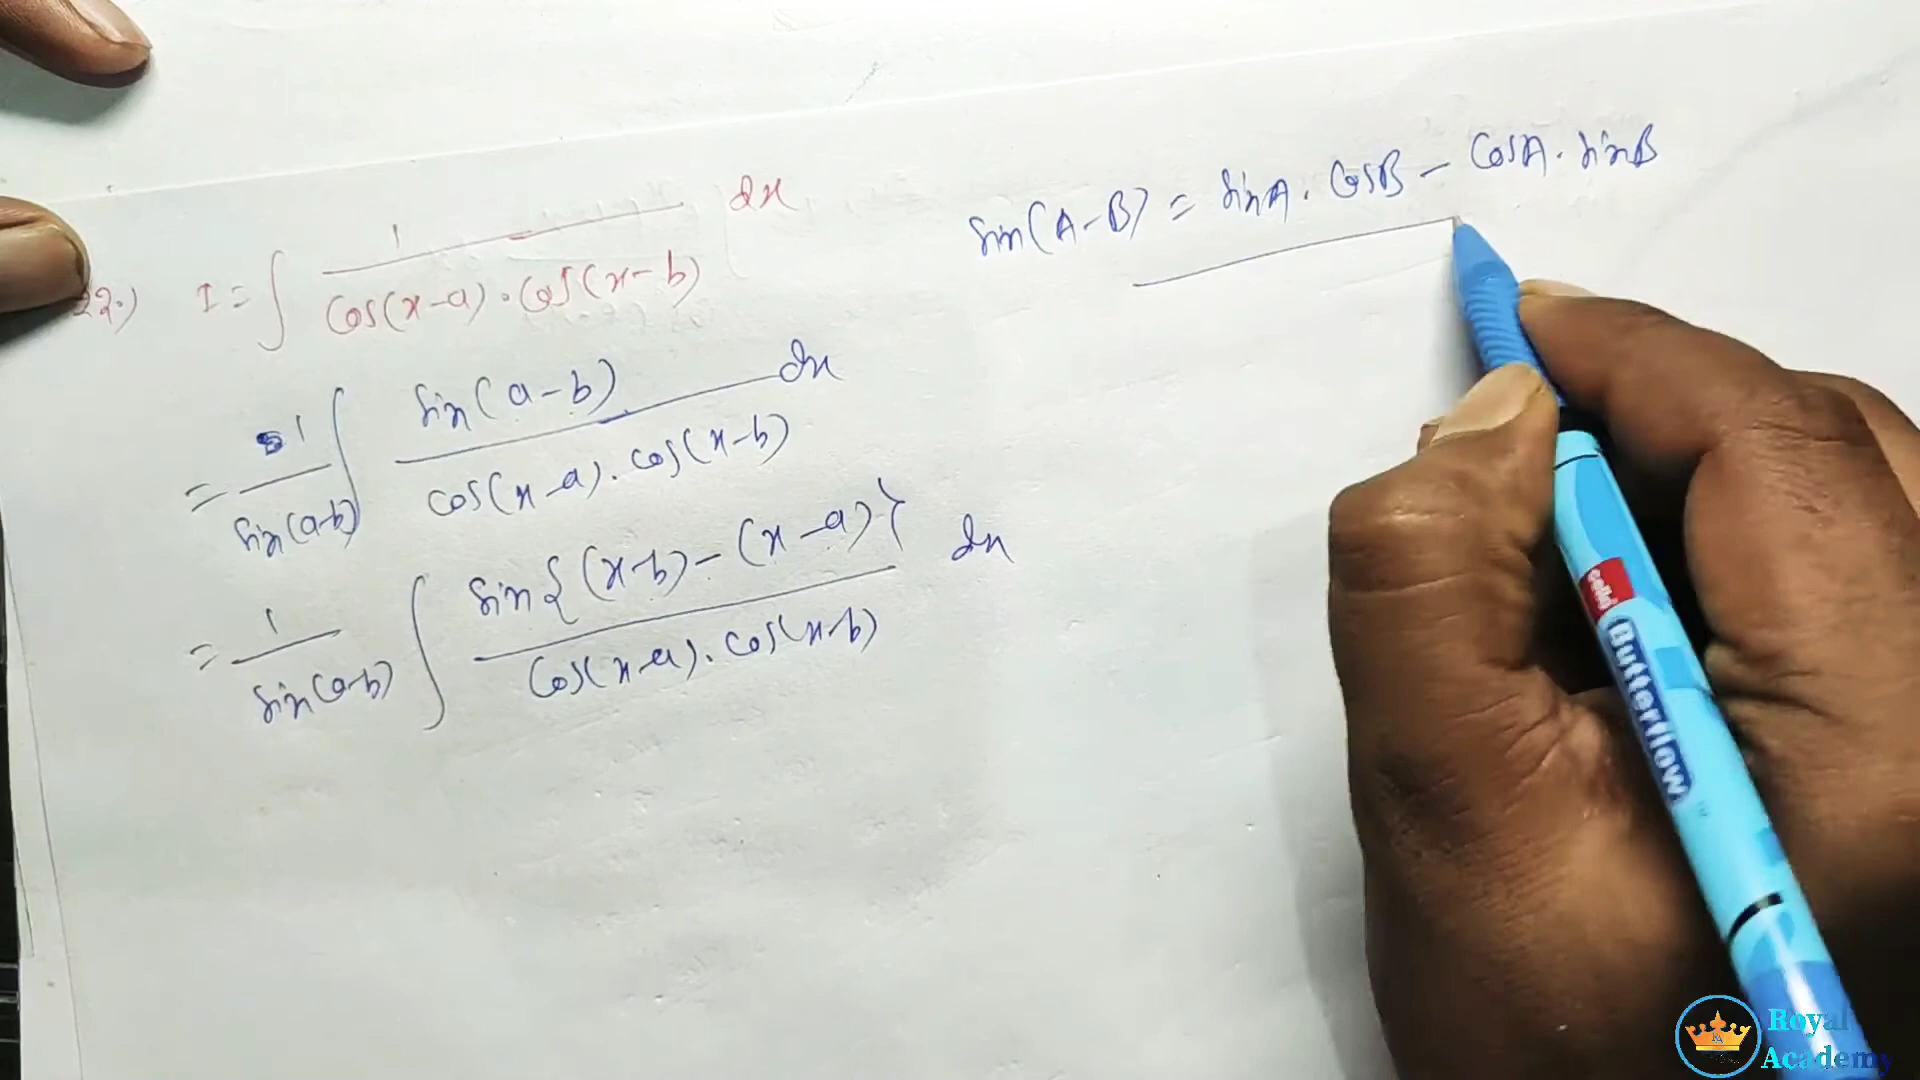 22.) I = ∫ 1 / cos(x-a).cos(x-b) dx
= 1/sin(a-b) ∫ sin(a-b) / cos(x-a).cos(x-b) dx
= 1/sin(a-b) ∫ sin{(x-b)-(x-a)} / cos(x-a).cos(x-b) dx
sin(A-B) = sinA.cosB - cosA.sinB
cello
Butterflow
Royal
Academy